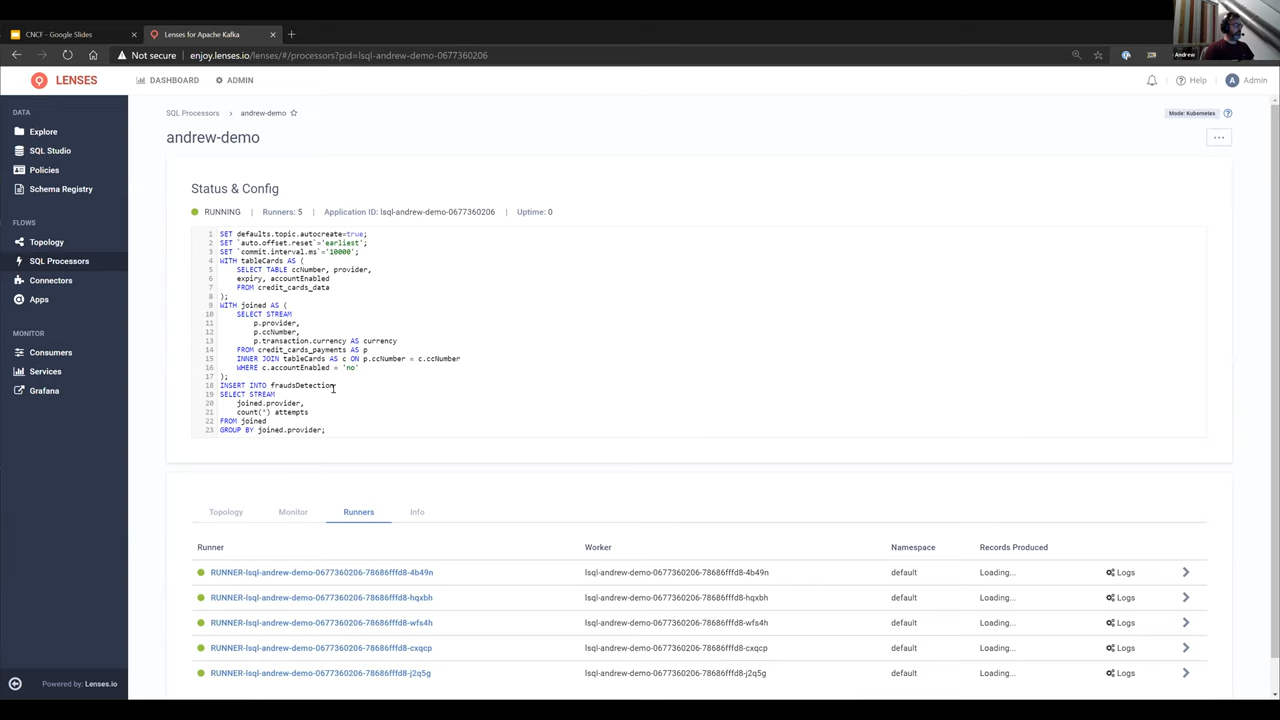 CNCF - Google Slides
Lenses for Apache Kafka
Not secure
enjoy.lenses.io/lenses/#/processors?pid=lsql-andrew-demo-0677360206
Andrew
LENSES
DASHBOARD
ADMIN
Help
A
Admin
DATA
Explore
SQL Studio
Policies
Schema Registry
FLOWS
Topology
SQL Processors
Connectors
Apps
MONITOR
Consumers
Services
Grafana
Powered by: Lenses.io
SQL Processors > andrew-demo
Mode: Kubernetes
andrew-demo
Status & Config
RUNNING | Runners: 5 | Application ID: lsql-andrew-demo-0677360206 | Uptime: 0
1 SET defaults.topic.autocreate=true;
2 SET `auto.offset.reset`='earliest';
3 SET `commit.interval.ms`='10000';
4 WITH tableCards AS (
5 SELECT TABLE ccNumber, provider,
6 expiry, accountEnabled
7 FROM credit_cards_data
8 );
9 WITH joined AS (
10 SELECT STREAM
11 p.provider,
12 p.ccNumber,
13 p.transaction.currency AS currency
14 FROM credit_cards_payments AS p
15 INNER JOIN tableCards AS c ON p.ccNumber = c.ccNumber
16 WHERE c.accountEnabled = 'no'
17 );
18 INSERT INTO fraudsDetection
19 SELECT STREAM
20 joined.provider,
21 count(*) attempts
22 FROM joined
23 GROUP BY joined.provider;
Topology
Monitor
Runners
Info
Runner Worker Namespace Records Produced
RUNNER-lsql-andrew-demo-0677360206-78686fffd8-4b49n lsql-andrew-demo-0677360206-78686fffd8-4b49n default Loading... Logs
RUNNER-lsql-andrew-demo-0677360206-78686fffd8-hqxbh lsql-andrew-demo-0677360206-78686fffd8-hqxbh default Loading... Logs
RUNNER-lsql-andrew-demo-0677360206-78686fffd8-wfs4h lsql-andrew-demo-0677360206-78686fffd8-wfs4h default Loading... Logs
RUNNER-lsql-andrew-demo-0677360206-78686fffd8-cxqcp lsql-andrew-demo-0677360206-78686fffd8-cxqcp default Loading... Logs
RUNNER-lsql-andrew-demo-0677360206-78686fffd8-j2q5g lsql-andrew-demo-0677360206-78686fffd8-j2q5g default Loading... Logs